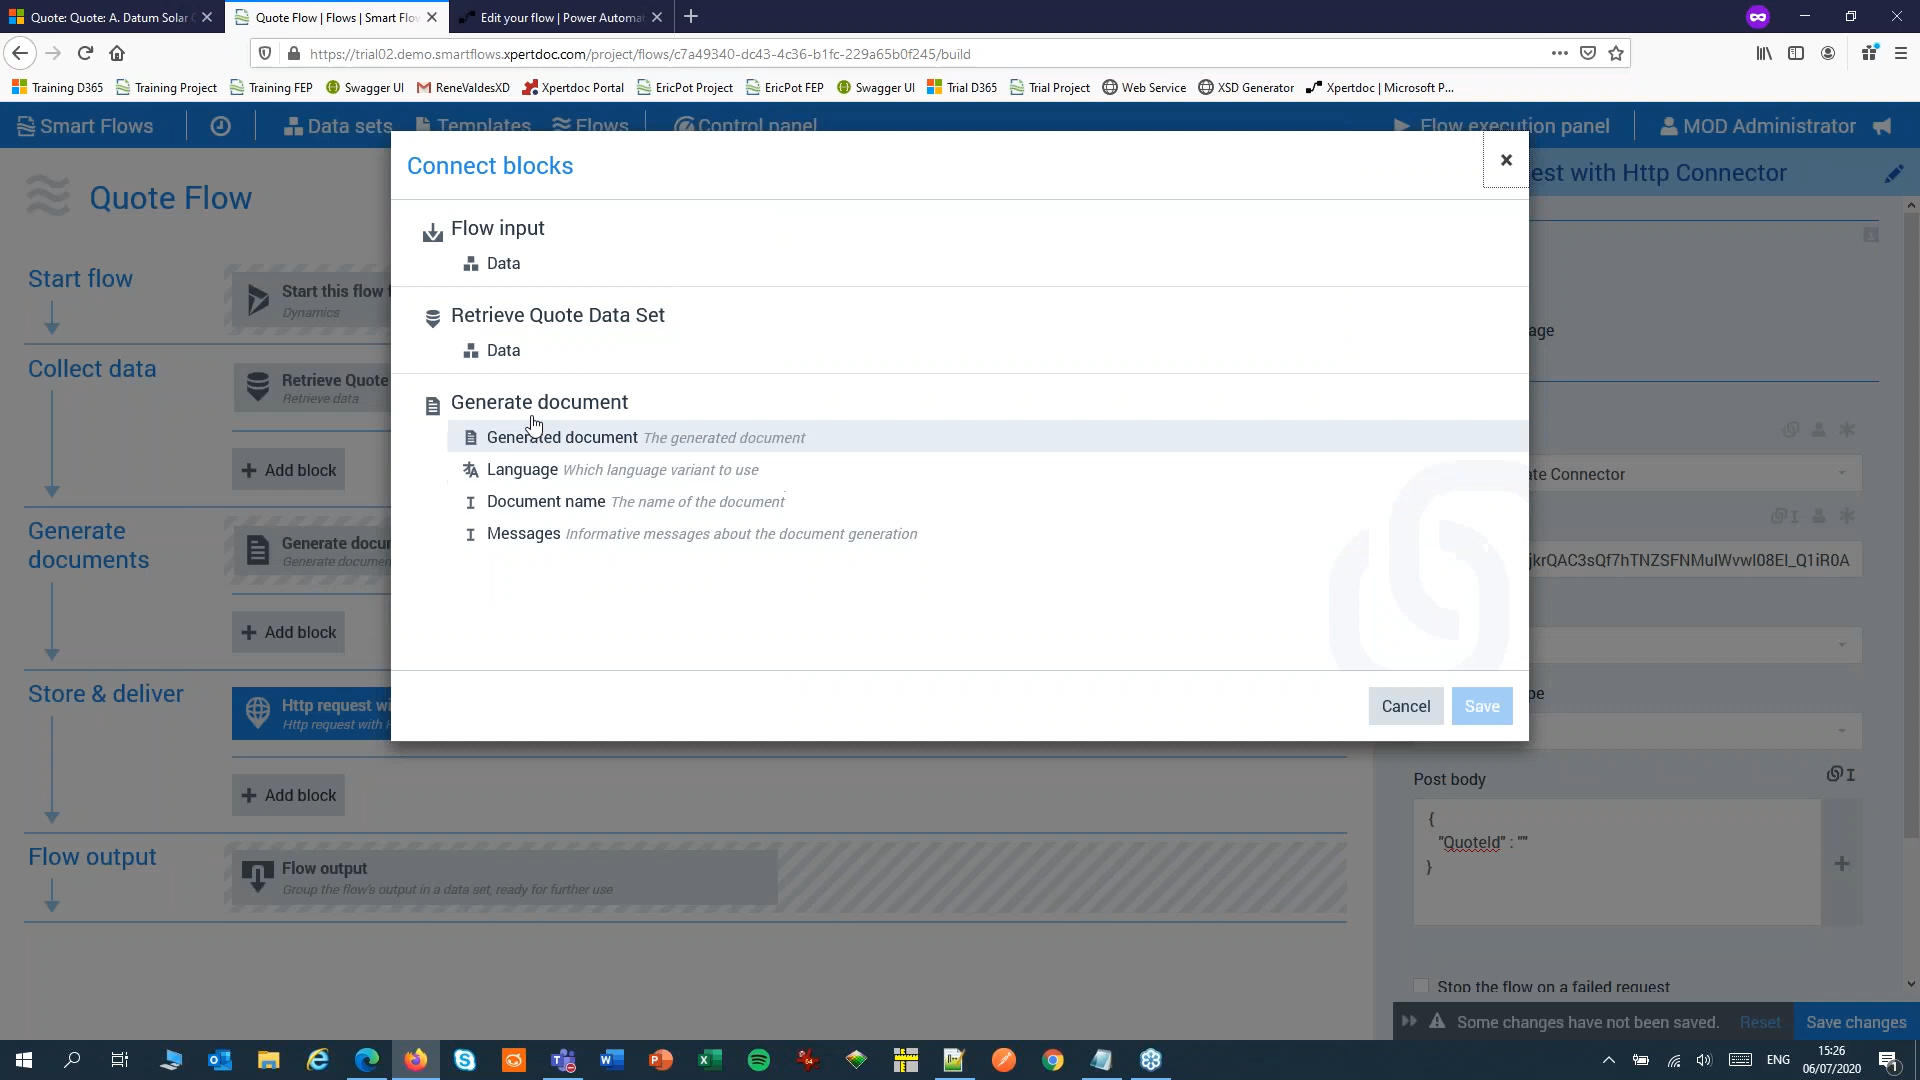 Quote: Quote: A. Datum Solar
Quote Flow | Flows | Smart Flow
Edit your flow | Power Automa
https://trial02.demo.smartflows.xpertdoc.com/project/flows/c7a49340-dc43-4c36-b1fc-229a65b0f245/build
Training D365 Training Project Training FEP Swagger UI ReneValdesXD Xpertdoc Portal EricPot Project EricPot FEP Swagger UI Trial D365 Trial Project Web Service XSD Generator Xpertdoc | Microsoft P...
Smart Flows Data sets Templates Flows Control panel Flow execution panel MOD Administrator
Connect blocks
×
est with Http Connector
Quote Flow
Flow input
Data
Start flow
Start this flow f
Dynamics
Retrieve Quote Data Set
Data
age
Collect data
Retrieve Quote
Retrieve data
Add block
Generate document
Generated document The generated document
Language Which language variant to use
Document name The name of the document
Messages Informative messages about the document generation
te Connector
jkrQAC3sQf7hTNZSFNMulWvwl08El_Q1iR0A
Generate
documents
Generate docur
Generate documen
Add block
Cancel Save
Store & deliver
Http request wi
Http request with H
Add block
pe
Post body
{
"QuoteId" : ""
}
Flow output
Flow output
Group the flow's output in a data set, ready for further use
Stop the flow on a failed request
Some changes have not been saved. Reset Save changes
ENG
15:26
06/07/2020
1